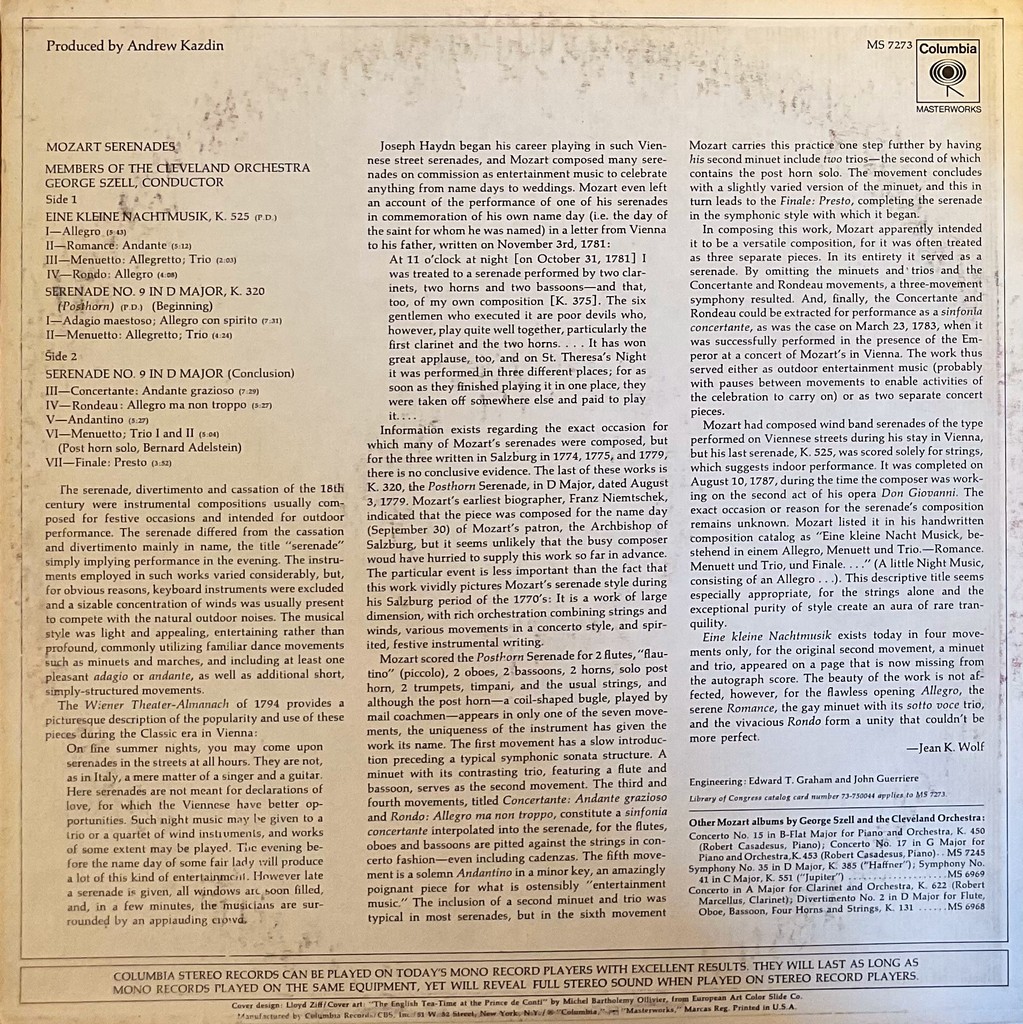 Produced by Andrew Kazdin
MS 7273
Columbia
MASTERWORKS
MOZART SERENADES
MEMBERS OF THE CLEVELAND ORCHESTRA
GEORGE SZELL, CONDUCTOR
Side 1
EINE KLEINE NACHTMUSIK, K. 525 (P.D.)
I—Allegro (5:43)
II—Romance: Andante (5:12)
III—Menuetto: Allegretto; Trio (2:03)
IV—Rondo: Allegro (4:08)
SERENADE NO. 9 IN D MAJOR, K. 320
(Posthorn) (P.D.) (Beginning)
I—Adagio maestoso; Allegro con spirito (7:31)
II—Menuetto: Allegretto; Trio (4:24)
Side 2
SERENADE NO. 9 IN D MAJOR (Conclusion)
III—Concertante: Andante grazioso (7:29)
IV—Rondeau: Allegro ma non troppo (5:27)
V—Andantino (5:27)
VI—Menuetto; Trio I and II (5:04)
(Post horn solo, Bernard Adelstein)
VII—Finale: Presto (3:52)
The serenade, divertimento and cassation of the 18th
century were instrumental compositions usually com-
posed for festive occasions and intended for outdoor
performance. The serenade differed from the cassation
and divertimento mainly in name, the title "serenade"
simply implying performance in the evening. The instru-
ments employed in such works varied considerably, but,
for obvious reasons, keyboard instruments were excluded
and a sizable concentration of winds was usually present
to compete with the natural outdoor noises. The musical
style was light and appealing, entertaining rather than
profound, commonly utilizing familiar dance movements
such as minuets and marches, and including at least one
pleasant adagio or andante, as well as additional short,
simply-structured movements.
The Wiener Theater-Almanach of 1794 provides a
picturesque description of the popularity and use of these
pieces during the Classic era in Vienna:
On fine summer nights, you may come upon
serenades in the streets at all hours. They are not,
as in Italy, a mere matter of a singer and a guitar.
Here serenades are not meant for declarations of
love, for which the Viennese have better op-
portunities. Such night music may be given to a
trio or a quartet of wind instruments, and works
of some extent may be played. The evening be-
fore the name day of some fair lady will produce
a lot of this kind of entertainment. However late
a serenade is given, all windows are soon filled,
and, in a few minutes, the musicians are sur-
rounded by an applauding crowd.
Joseph Haydn began his career playing in such Vien-
nese street serenades, and Mozart composed many sere-
nades on commission as entertainment music to celebrate
anything from name days to weddings. Mozart even left
an account of the performance of one of his serenades
in commemoration of his own name day (i.e. the day of
the saint for whom he was named) in a letter from Vienna
to his father, written on November 3rd, 1781:
At 11 o'clock at night [on October 31, 1781] I
was treated to a serenade performed by two clar-
inets, two horns and two bassoons—and that,
too, of my own composition [K. 375]. The six
gentlemen who executed it are poor devils who,
however, play quite well together, particularly the
first clarinet and the two horns. . . . It has won
great applause, too, and on St. Theresa's Night
it was performed in three different places; for as
soon as they finished playing it in one place, they
were taken off somewhere else and paid to play
it. . . .
Information exists regarding the exact occasion for
which many of Mozart's serenades were composed, but
for the three written in Salzburg in 1774, 1775, and 1779,
there is no conclusive evidence. The last of these works is
K. 320, the Posthorn Serenade, in D Major, dated August
3, 1779. Mozart's earliest biographer, Franz Niemtschek,
indicated that the piece was composed for the name day
(September 30) of Mozart's patron, the Archbishop of
Salzburg, but it seems unlikely that the busy composer
woud have hurried to supply this work so far in advance.
The particular event is less important than the fact that
this work vividly pictures Mozart's serenade style during
his Salzburg period of the 1770's: It is a work of large
dimension, with rich orchestration combining strings and
winds, various movements in a concerto style, and spir-
ited, festive instrumental writing.
Mozart scored the Posthorn Serenade for 2 flutes, "flau-
tino" (piccolo), 2 oboes, 2 bassoons, 2 horns, solo post
horn, 2 trumpets, timpani, and the usual strings, and
although the post horn—a coil-shaped bugle, played by
mail coachmen—appears in only one of the seven move-
ments, the uniqueness of the instrument has given the
work its name. The first movement has a slow introduc-
tion preceding a typical symphonic sonata structure. A
minuet with its contrasting trio, featuring a flute and
bassoon, serves as the second movement. The third and
fourth movements, titled Concertante: Andante grazioso
and Rondo: Allegro ma non troppo, constitute a sinfonia
concertante interpolated into the serenade, for the flutes,
oboes and bassoons are pitted against the strings in con-
certo fashion—even including cadenzas. The fifth move-
ment is a solemn Andantino in a minor key, an amazingly
poignant piece for what is ostensibly "entertainment
music." The inclusion of a second minuet and trio was
typical in most serenades, but in the sixth movement
Mozart carries this practice one step further by having
his second minuet include two trios—the second of which
contains the post horn solo. The movement concludes
with a slightly varied version of the minuet, and this in
turn leads to the Finale: Presto, completing the serenade
in the symphonic style with which it began.
In composing this work, Mozart apparently intended
it to be a versatile composition, for it was often treated
as three separate pieces. In its entirety it served as a
serenade. By omitting the minuets and trios and the
Concertante and Rondeau movements, a three-movement
symphony resulted. And, finally, the Concertante and
Rondeau could be extracted for performance as a sinfonia
concertante, as was the case on March 23, 1783, when it
was successfully performed in the presence of the Em-
peror at a concert of Mozart's in Vienna. The work thus
served either as outdoor entertainment music (probably
with pauses between movements to enable activities of
the celebration to carry on) or as two separate concert
pieces.
Mozart had composed wind band serenades of the type
performed on Viennese streets during his stay in Vienna,
but his last serenade, K. 525, was scored solely for strings,
which suggests indoor performance. It was completed on
August 10, 1787, during the time the composer was work-
ing on the second act of his opera Don Giovanni. The
exact occasion or reason for the serenade's composition
remains unknown. Mozart listed it in his handwritten
composition catalog as "Eine kleine Nacht Musick, be-
stehend in einem Allegro, Menuett und Trio.—Romance.
Menuett und Trio, und Finale. . . ." (A little Night Music,
consisting of an Allegro . . .). This descriptive title seems
especially appropriate, for the strings alone and the
exceptional purity of style create an aura of rare tran-
quility.
Eine kleine Nachtmusik exists today in four move-
ments only, for the original second movement, a minuet
and trio, appeared on a page that is now missing from
the autograph score. The beauty of the work is not af-
fected, however, for the flawless opening Allegro, the
serene Romance, the gay minuet with its sotto voce trio,
and the vivacious Rondo form a unity that couldn't be
more perfect.
—Jean K. Wolf
Engineering: Edward T. Graham and John Guerriere
Library of Congress catalog card number 73-750044 applies to MS 7273.
Other Mozart albums by George Szell and the Cleveland Orchestra:
Concerto No. 15 in B-Flat Major for Piano and Orchestra, K. 450
(Robert Casadesus, Piano); Concerto No. 17 in G Major for
Piano and Orchestra, K. 453 (Robert Casadesus, Piano) . . MS 7245
Symphony No. 35 in D Major, K. 385 ("Haffner"); Symphony No.
41 in C Major, K. 551 ("Jupiter") . . . . . . . . . . . . . . . . . . MS 6969
Concerto in A Major for Clarinet and Orchestra, K. 622 (Robert
Marcellus, Clarinet); Divertimento No. 2 in D Major for Flute,
Oboe, Bassoon, Four Horns and Strings, K. 131 . . . . . . MS 6968
COLUMBIA STEREO RECORDS CAN BE PLAYED ON TODAY'S MONO RECORD PLAYERS WITH EXCELLENT RESULTS. THEY WILL LAST AS LONG AS
MONO RECORDS PLAYED ON THE SAME EQUIPMENT, YET WILL REVEAL FULL STEREO SOUND WHEN PLAYED ON STEREO RECORD PLAYERS.
Cover design: Lloyd Ziff/Cover art: "The English Tea-Time at the Prince de Conti" by Michel Bartholemy Ollivier, from European Art Color Slide Co.
Manufactured by Columbia Records/CBS, Inc./51 W. 52 Street, New York, N.Y./® "Columbia," "Masterworks," Marcas Reg. Printed in U.S.A.